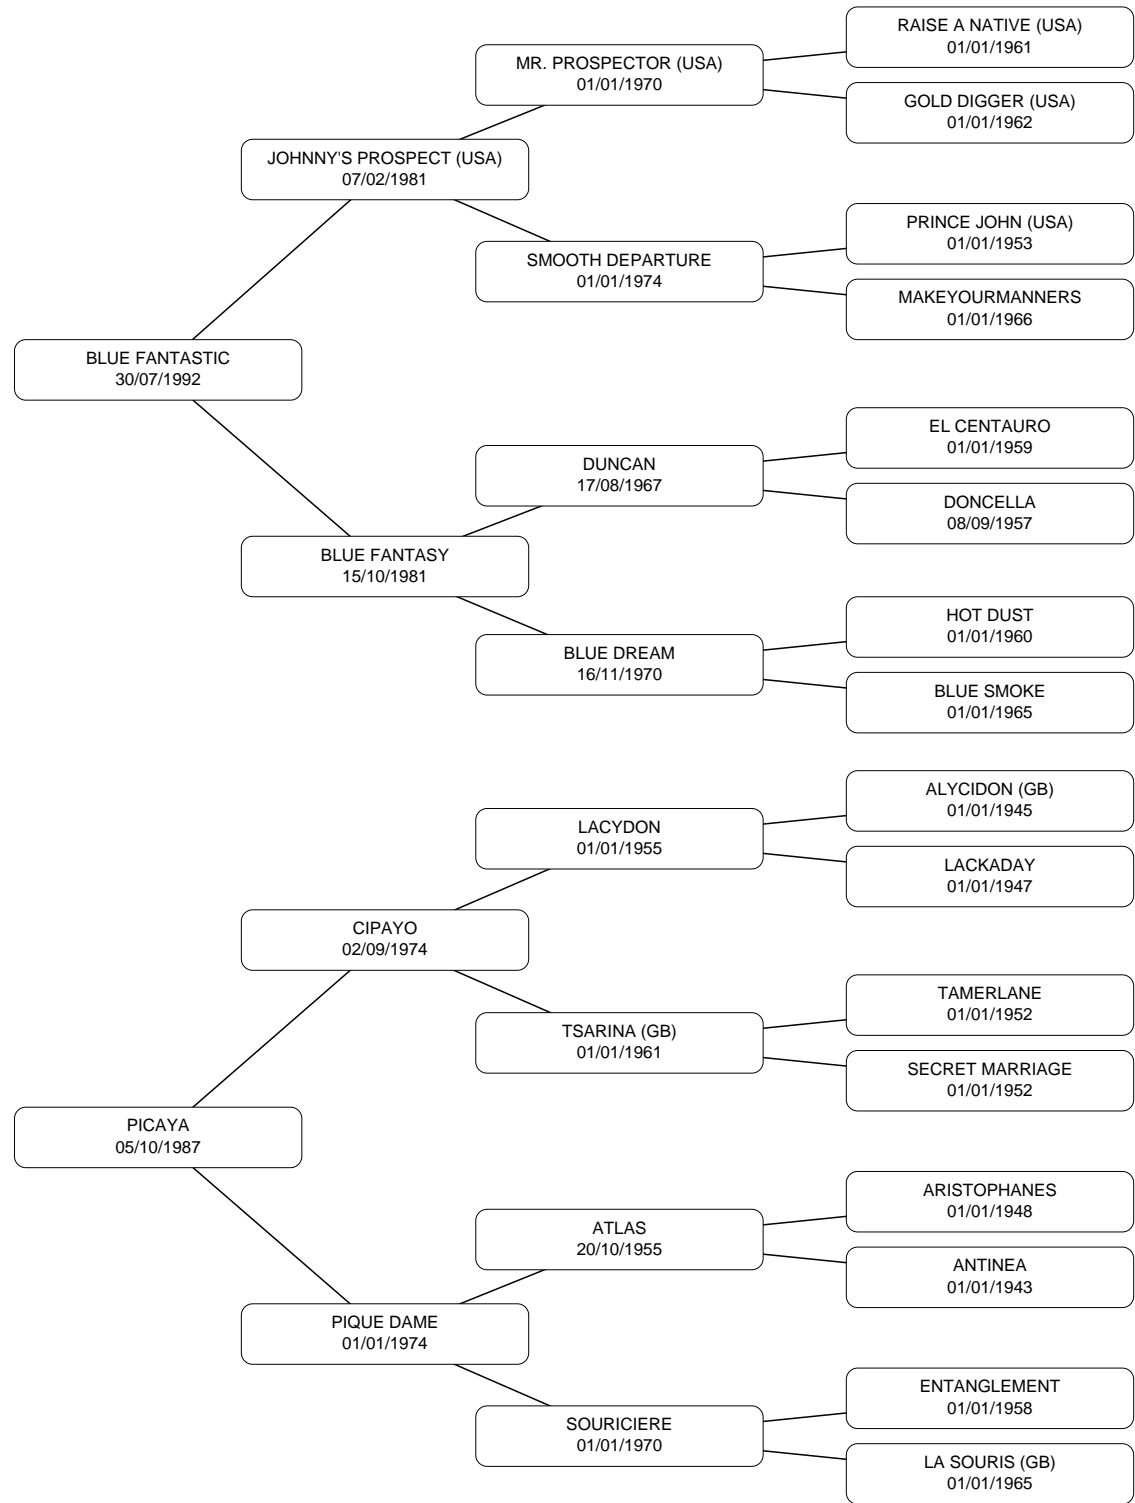 RAISE A NATIVE (USA)
01/01/1961
MR. PROSPECTOR (USA)
01/01/1970
GOLD DIGGER (USA)
01/01/1962
JOHNNY'S PROSPECT (USA)
07/02/1981
PRINCE JOHN (USA)
01/01/1953
SMOOTH DEPARTURE
01/01/1974
MAKEYOURMANNERS
01/01/1966
BLUE FANTASTIC
30/07/1992
EL CENTAURO
01/01/1959
DUNCAN
17/08/1967
DONCELLA
08/09/1957
BLUE FANTASY
15/10/1981
HOT DUST
01/01/1960
BLUE DREAM
16/11/1970
BLUE SMOKE
01/01/1965
ALYCIDON (GB)
01/01/1945
LACYDON
01/01/1955
LACKADAY
01/01/1947
CIPAYO
02/09/1974
TAMERLANE
01/01/1952
TSARINA (GB)
01/01/1961
SECRET MARRIAGE
01/01/1952
PICAYA
05/10/1987
ARISTOPHANES
01/01/1948
ATLAS
20/10/1955
ANTINEA
01/01/1943
PIQUE DAME
01/01/1974
ENTANGLEMENT
01/01/1958
SOURICIERE
01/01/1970
LA SOURIS (GB)
01/01/1965